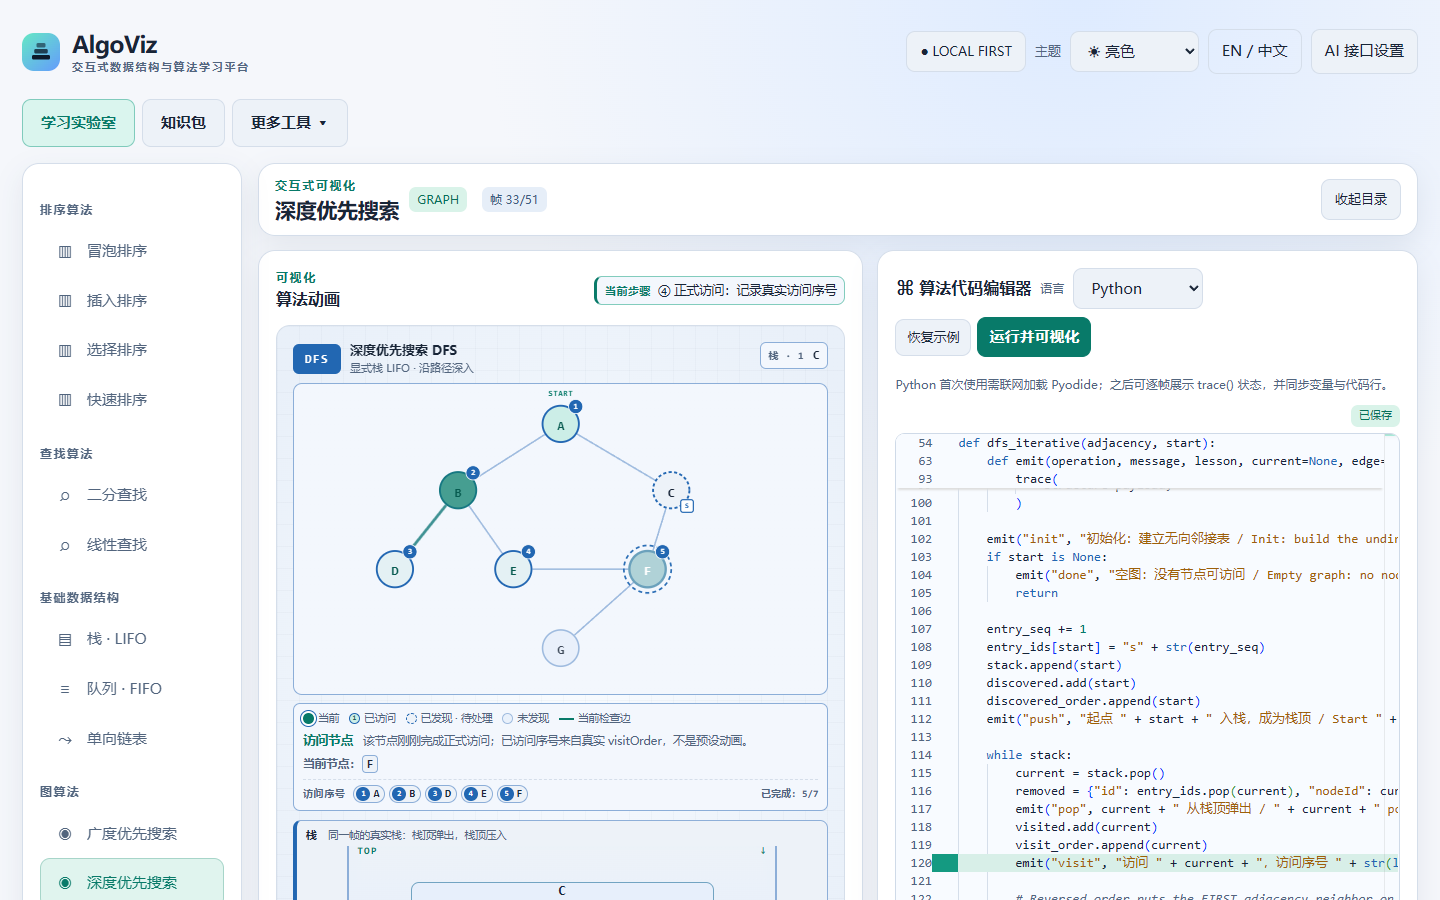 AlgoViz
交互式数据结构与算法学习平台
● LOCAL FIRST
主题
☀ 亮色
EN / 中文
AI 接口设置
学习实验室
知识包
更多工具 ▼
排序算法
冒泡排序
插入排序
选择排序
快速排序
查找算法
二分查找
线性查找
基础数据结构
栈 · LIFO
队列 · FIFO
单向链表
图算法
广度优先搜索
深度优先搜索
交互式可视化
深度优先搜索
GRAPH
帧 33/51
收起目录
可视化
算法动画
当前步骤 ④ 正式访问：记录真实访问序号
DFS
深度优先搜索 DFS
显式栈 LIFO · 沿路径深入
栈 · 1 C
START
A 1
B 2
C S
D 3
E 4
F 5
G
当前 已访问 已发现 · 待处理 未发现 当前检查边
访问节点 该节点刚刚完成正式访问；已访问序号来自真实 visitOrder，不是预设动画。
当前节点： F
访问序号 1 A 2 B 3 D 4 E 5 F
已完成：5/7
栈 同一帧的真实栈：栈顶弹出，栈顶压入
TOP ↓
C
⌘ 算法代码编辑器
语言
Python
恢复示例
运行并可视化
Python 首次使用需联网加载 Pyodide；之后可逐帧展示 trace() 状态，并同步变量与代码行。
已保存
54 def dfs_iterative(adjacency, start):
63 def emit(operation, message, lesson, current=None, edge=
93 trace(
100 )
101
102 emit("init", "初始化：建立无向邻接表 / Init: build the undir
103 if start is None:
104 emit("done", "空图：没有节点可访问 / Empty graph: no nod
105 return
106
107 entry_seq += 1
108 entry_ids[start] = "s" + str(entry_seq)
109 stack.append(start)
110 discovered.add(start)
111 discovered_order.append(start)
112 emit("push", "起点 " + start + " 入栈，成为栈顶 / Start " +
113
114 while stack:
115 current = stack.pop()
116 removed = {"id": entry_ids.pop(current), "nodeId": cur
117 emit("pop", current + " 从栈顶弹出 / " + current + " po
118 visited.add(current)
119 visit_order.append(current)
120 emit("visit", "访问 " + current + "，访问序号 " + str(l
121
122 # Reversed order puts the FIRST adjacency neighbor on